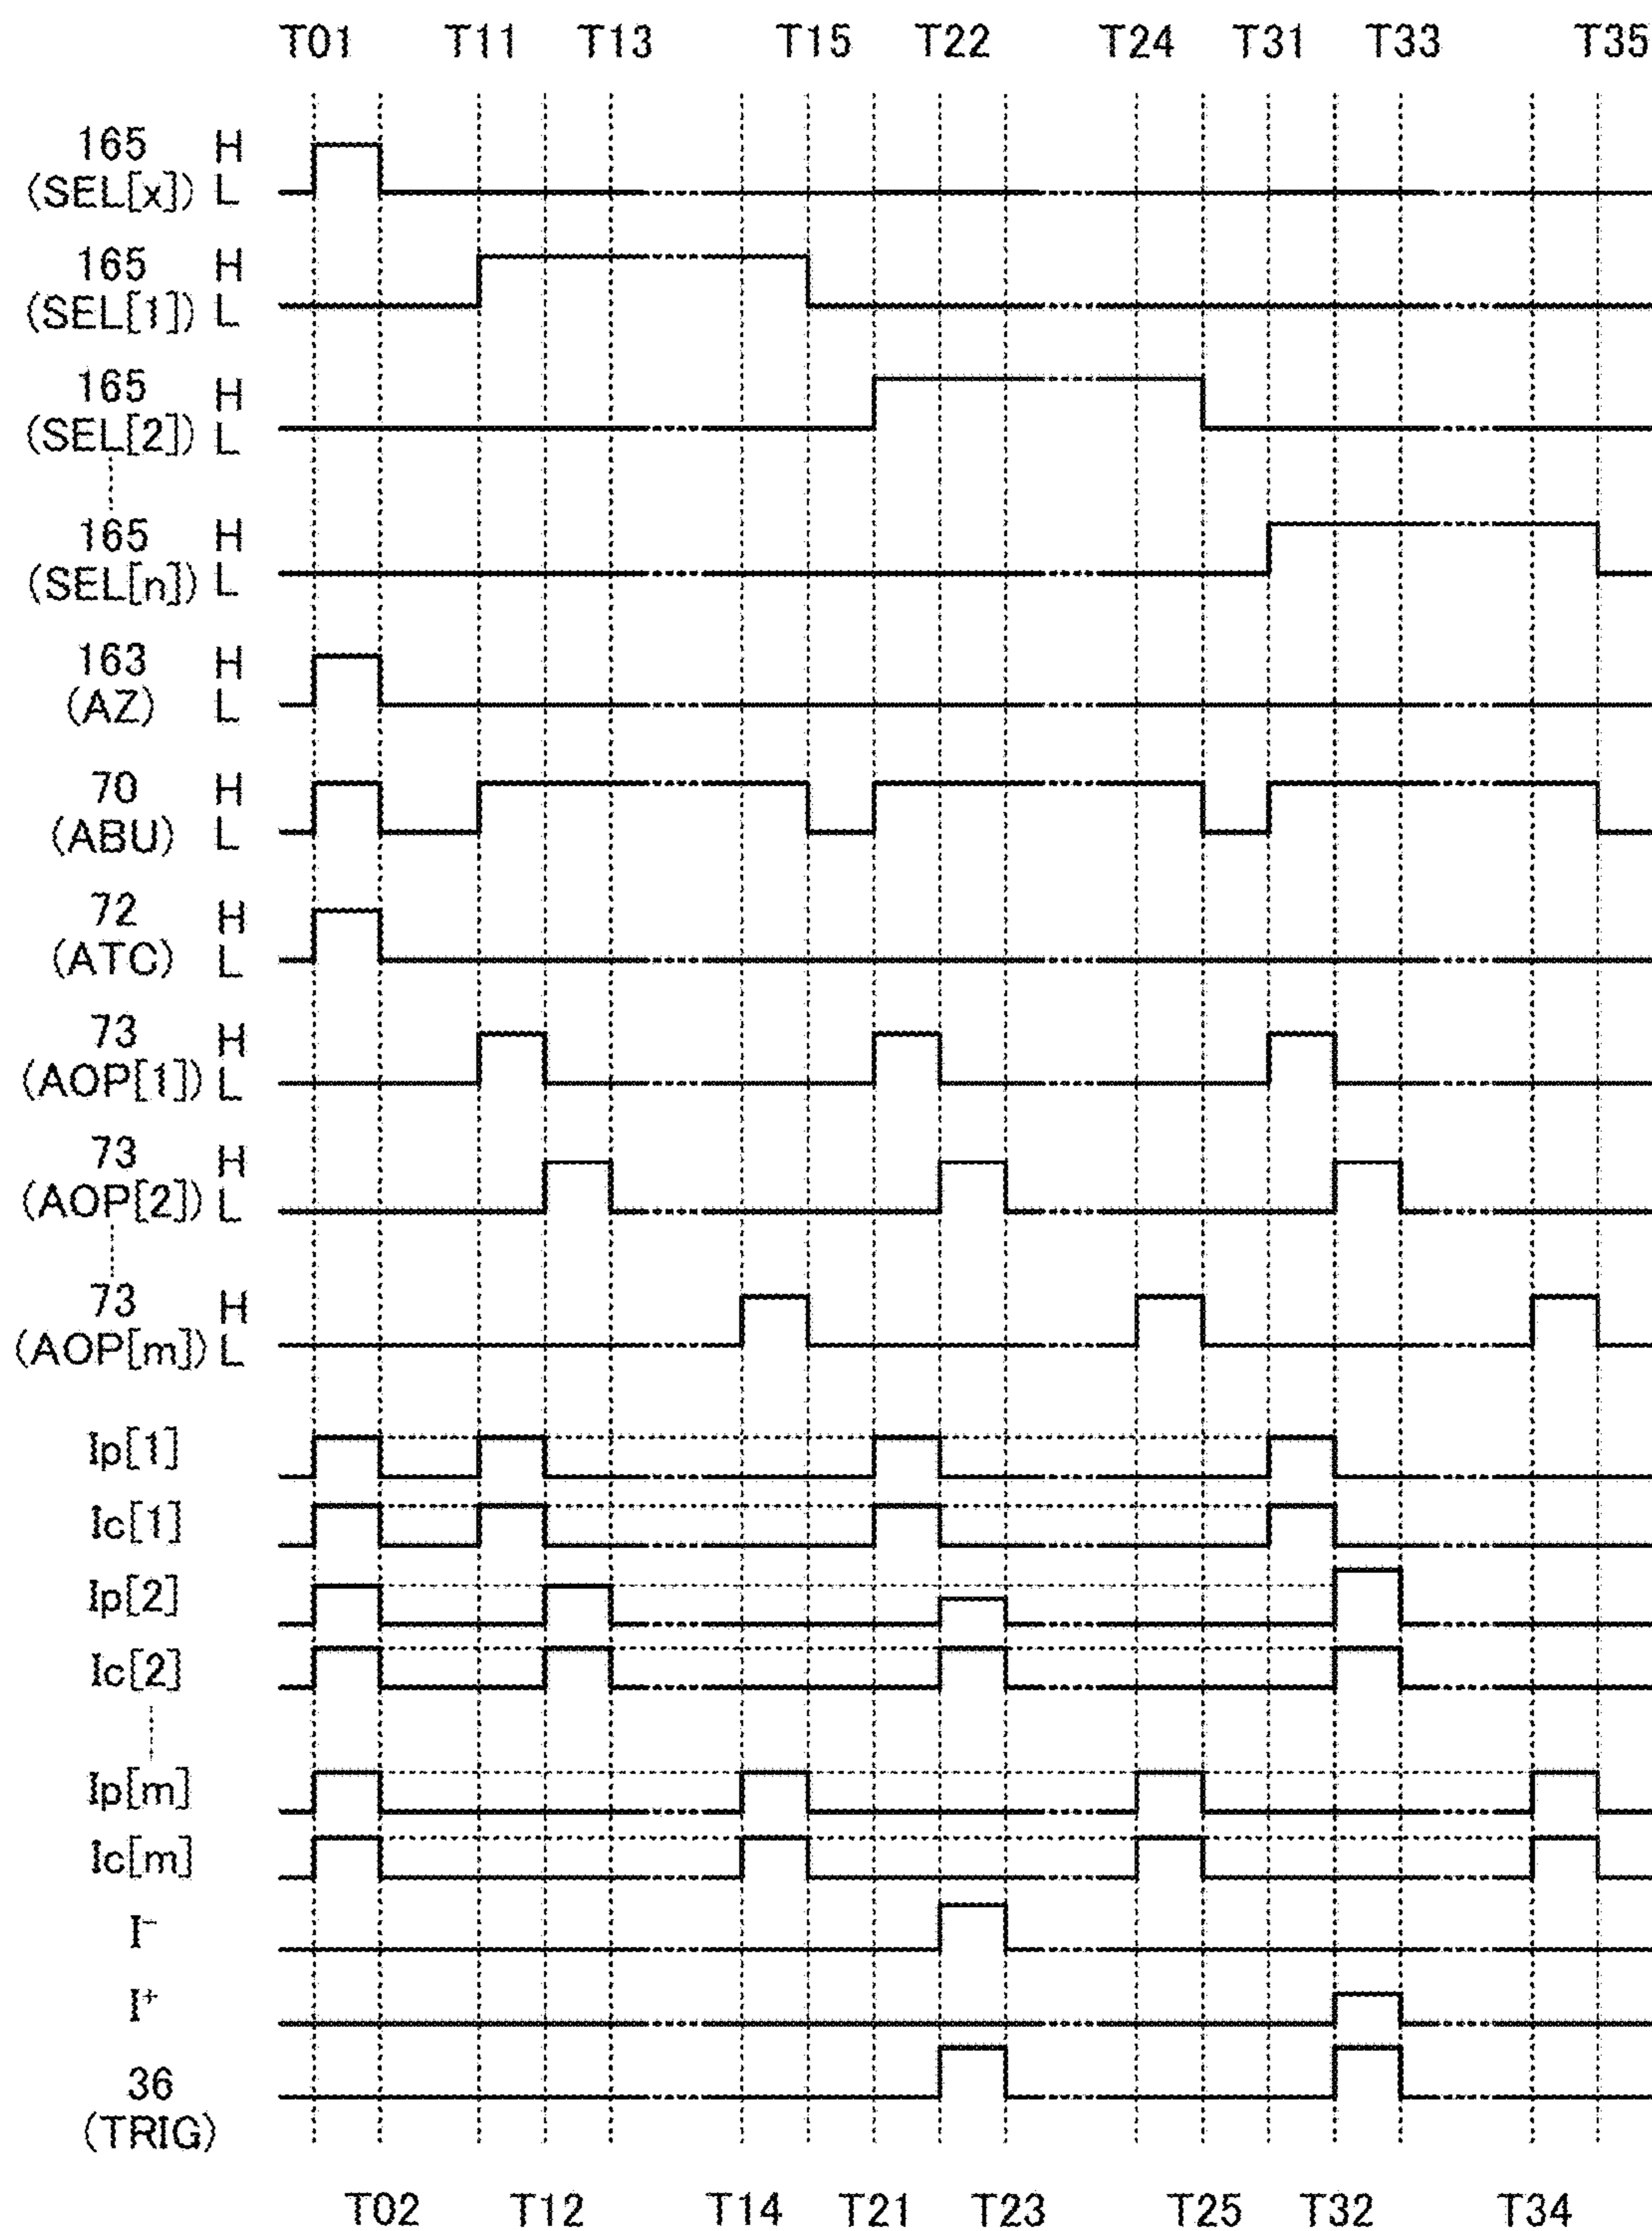 T01 T11 T13 T15 T22 T24 T31 T33 T35
165 H
(SEL[x]) L
165 H
(SEL[1]) L
165 H
(SEL[2]) L
165 H
(SEL[n]) L
163 H
(AZ) L
70 H
(ABU) L
72 H
(ATC) L
73 H
(AOP[1]) L
73 H
(AOP[2]) L
73 H
(AOP[m]) L
Ip[1]
Ic[1]
Ip[2]
Ic[2]
Ip[m]
Ic[m]
I⁻
I⁺
36
(TRIG)
T02 T12 T14 T21 T23 T25 T32 T34